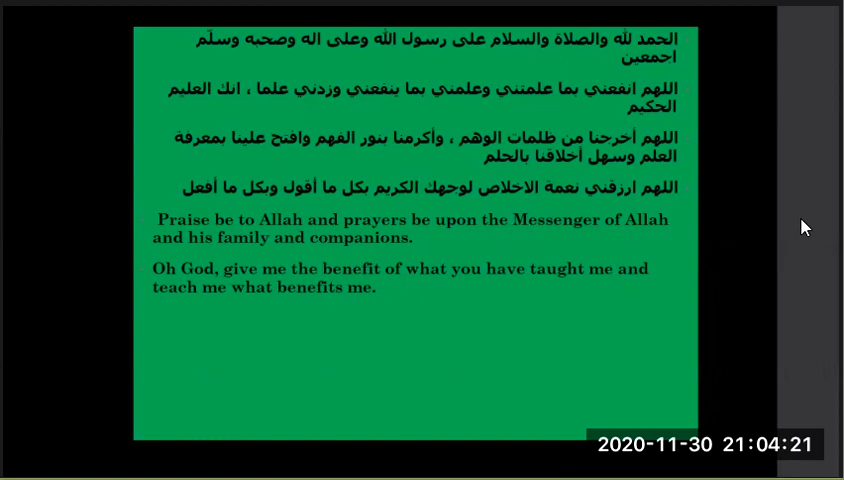 الحمد لله والصلاة والسلام على رسول الله وعلى اله وصحبه وسلّم
اجمعين
اللهم انفعني بما علمتني وعلمني بما ينفعني وزدني علما ، انك العليم
الحكيم
اللهم أخرجنا من ظلمات الوهم ، وأكرمنا بنور الفهم وافتح علينا بمعرفة
العلم وسهل أخلاقنا بالحلم
اللهم ارزقني نعمة الاخلاص لوجهك الكريم بكل ما أقول وبكل ما أفعل
Praise be to Allah and prayers be upon the Messenger of Allah
and his family and companions.
Oh God, give me the benefit of what you have taught me and
teach me what benefits me.
2020-11-30 21:04:21